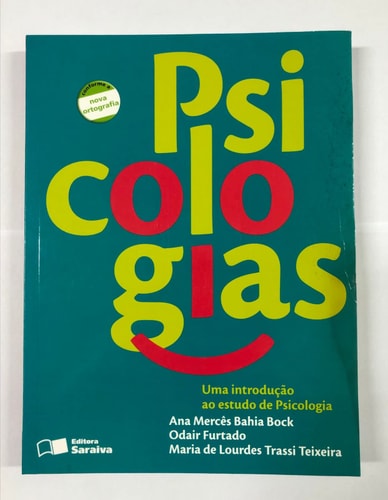 conforme a
nova
ortografia
Psi
colo
gias
Uma introdução
ao estudo de Psicologia
Ana Mercês Bahia Bock
Odair Furtado
Maria de Lourdes Trassi Teixeira
Editora
Saraiva